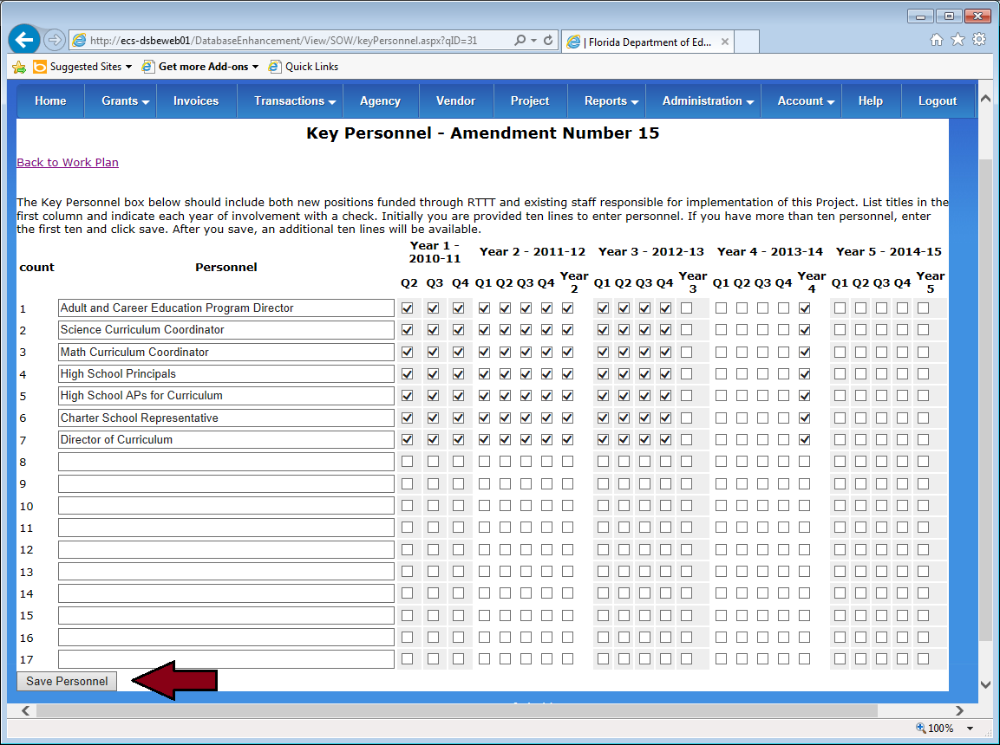 http://ecs-dsbeweb01/DatabaseEnhancement/View/SOW/keyPersonnel.aspx?qID=31
| Florida Department of Ed...
Suggested Sites
Get more Add-ons
Quick Links
Home Grants Invoices Transactions Agency Vendor Project Reports Administration Account Help Logout
Key Personnel - Amendment Number 15
Back to Work Plan
The Key Personnel box below should include both new positions funded through RTTT and existing staff responsible for implementation of this Project. List titles in the
first column and indicate each year of involvement with a check. Initially you are provided ten lines to enter personnel. If you have more than ten personnel, enter
the first ten and click save. After you save, an additional ten lines will be available.
count Personnel Year 1 - 2010-11 Year 2 - 2011-12 Year 3 - 2012-13 Year 4 - 2013-14 Year 5 - 2014-15
Q2 Q3 Q4 Q1 Q2 Q3 Q4 Year 2 Q1 Q2 Q3 Q4 Year 3 Q1 Q2 Q3 Q4 Year 4 Q1 Q2 Q3 Q4 Year 5
1 Adult and Career Education Program Director
2 Science Curriculum Coordinator
3 Math Curriculum Coordinator
4 High School Principals
5 High School APs for Curriculum
6 Charter School Representative
7 Director of Curriculum
8
9
10
11
12
13
14
15
16
17
Save Personnel
100%